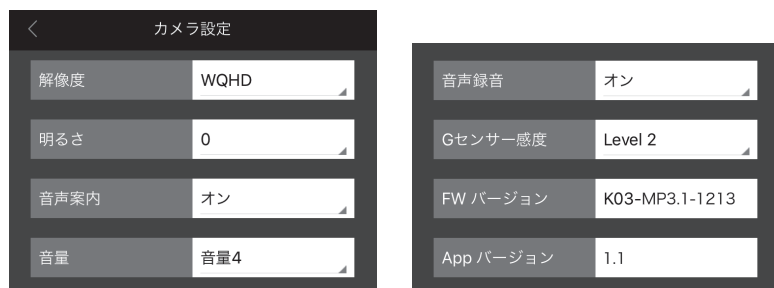 カメラ設定
解像度 WQHD
明るさ 0
音声案内 オン
音量 音量4
音声録音 オン
Gセンサー感度 Level 2
FW バージョン K03-MP3.1-1213
App バージョン 1.1